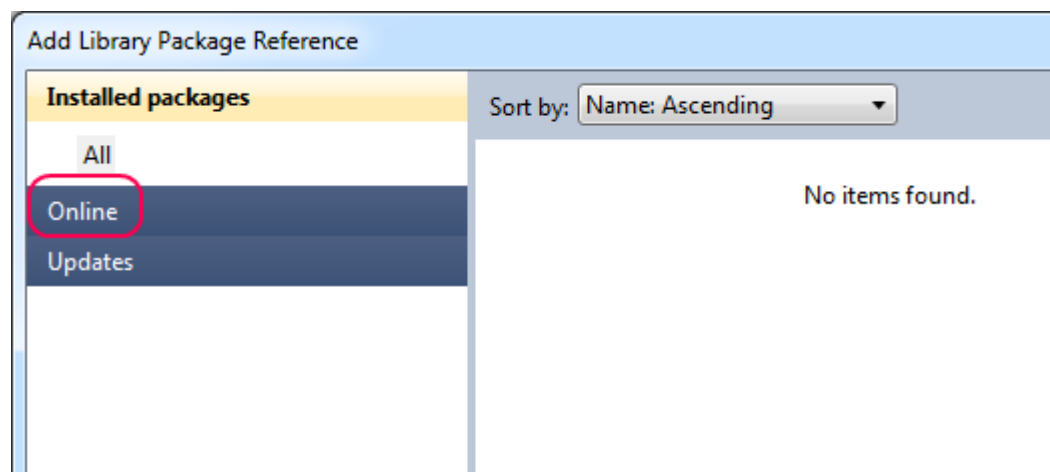 Add Library Package Reference
Installed packages
All
Online
Updates
Sort by: Name: Ascending
No items found.